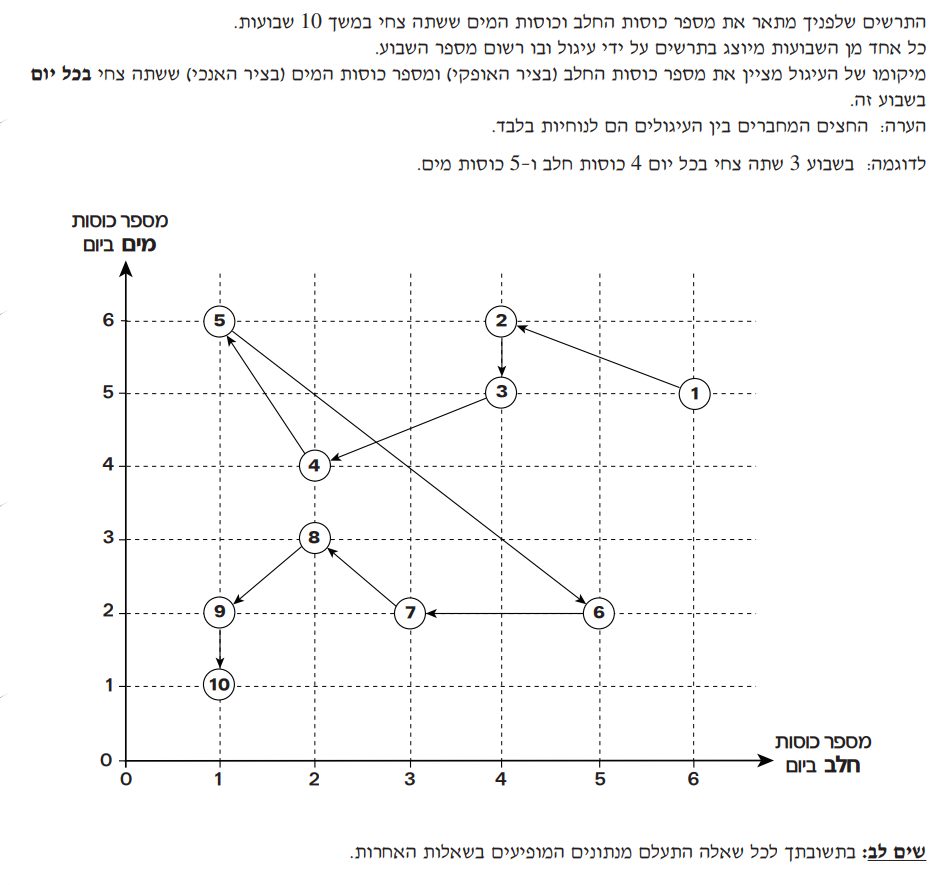 התרשים שלפניך מתאר את מספר כוסות החלב וכוסות המים ששתה צחי במשך 10 שבועות.
כל אחד מן השבועות מיוצג בתרשים על ידי עיגול ובו רשום מספר השבוע.
מיקומו של העיגול מציין את מספר כוסות החלב (בציר האופקי) ומספר כוסות המים (בציר האנכי) ששתה צחי בכל יום
בשבוע זה.
הערה: החצים המחברים בין העיגולים הם לנוחיות בלבד.
לדוגמה: בשבוע 3 שתה צחי בכל יום 4 כוסות חלב ו-5 כוסות מים.
מספר כוסות
מים ביום
6
5
2
5
3
1
4
4
3
8
2
9
7
6
1
10
0
מספר כוסות
חלב ביום
0 1 2 3 4 5 6
שים לב: בתשובתך לכל שאלה התעלם מנתונים המופיעים בשאלות האחרות.